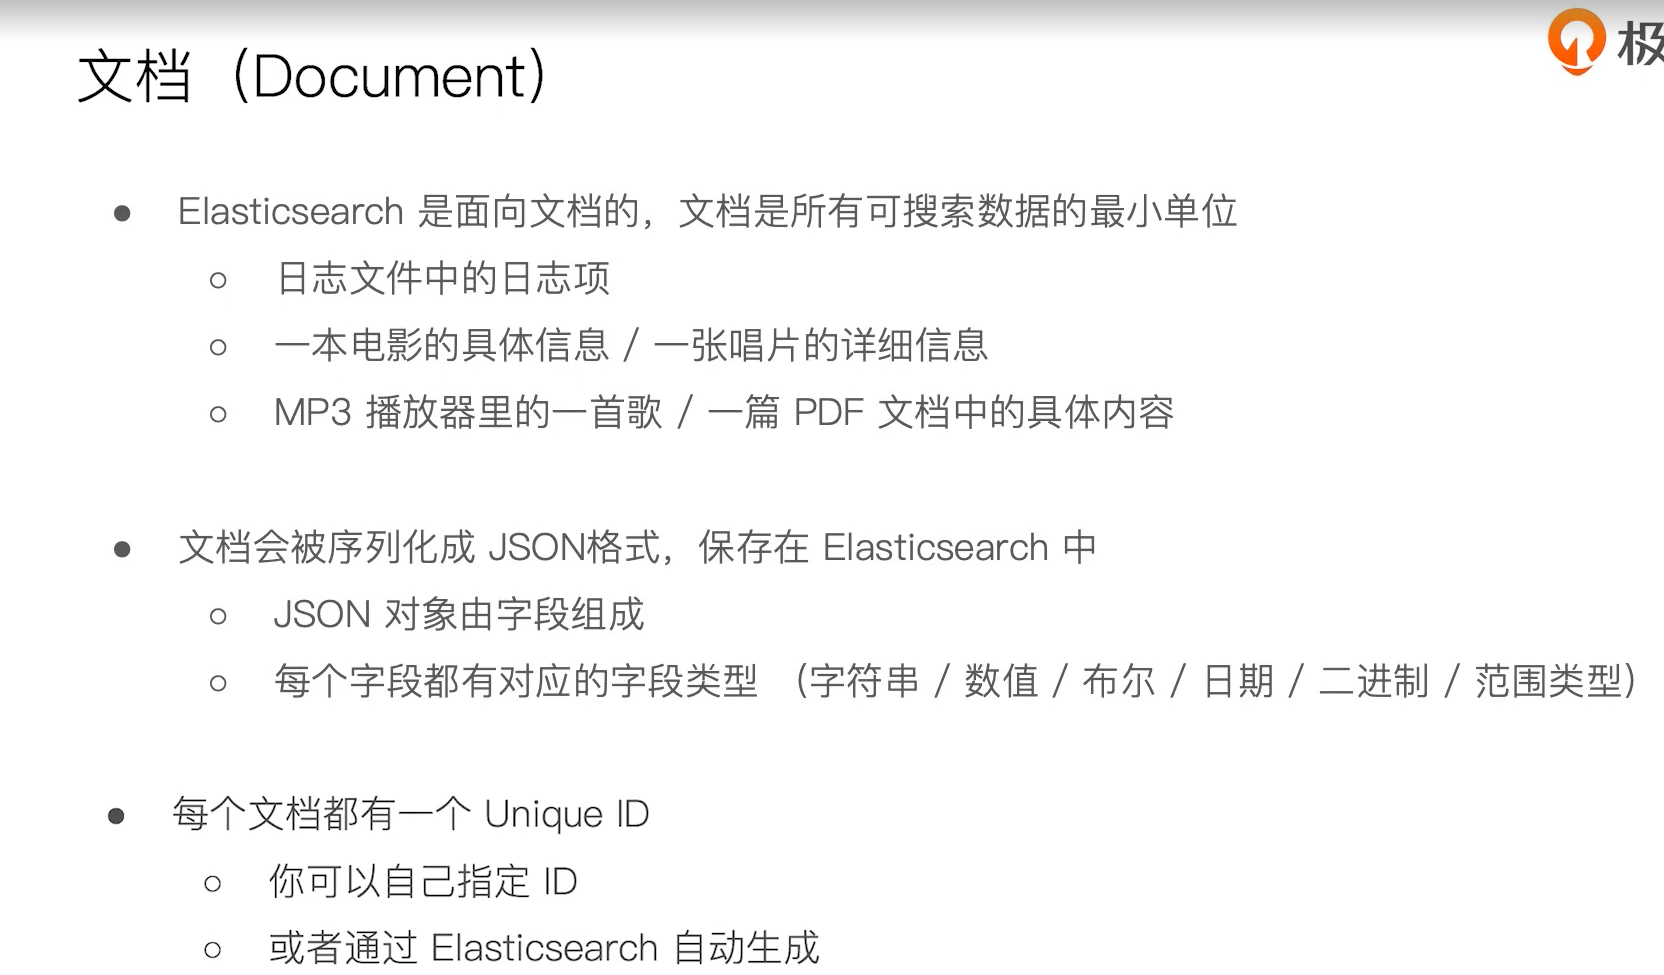 极
文档（Document）
● Elasticsearch 是面向文档的，文档是所有可搜索数据的最小单位
○ 日志文件中的日志项
○ 一本电影的具体信息 / 一张唱片的详细信息
○ MP3 播放器里的一首歌 / 一篇 PDF 文档中的具体内容
● 文档会被序列化成 JSON格式，保存在 Elasticsearch 中
○ JSON 对象由字段组成
○ 每个字段都有对应的字段类型 （字符串 / 数值 / 布尔 / 日期 / 二进制 / 范围类型）
● 每个文档都有一个 Unique ID
○ 你可以自己指定 ID
○ 或者通过 Elasticsearch 自动生成